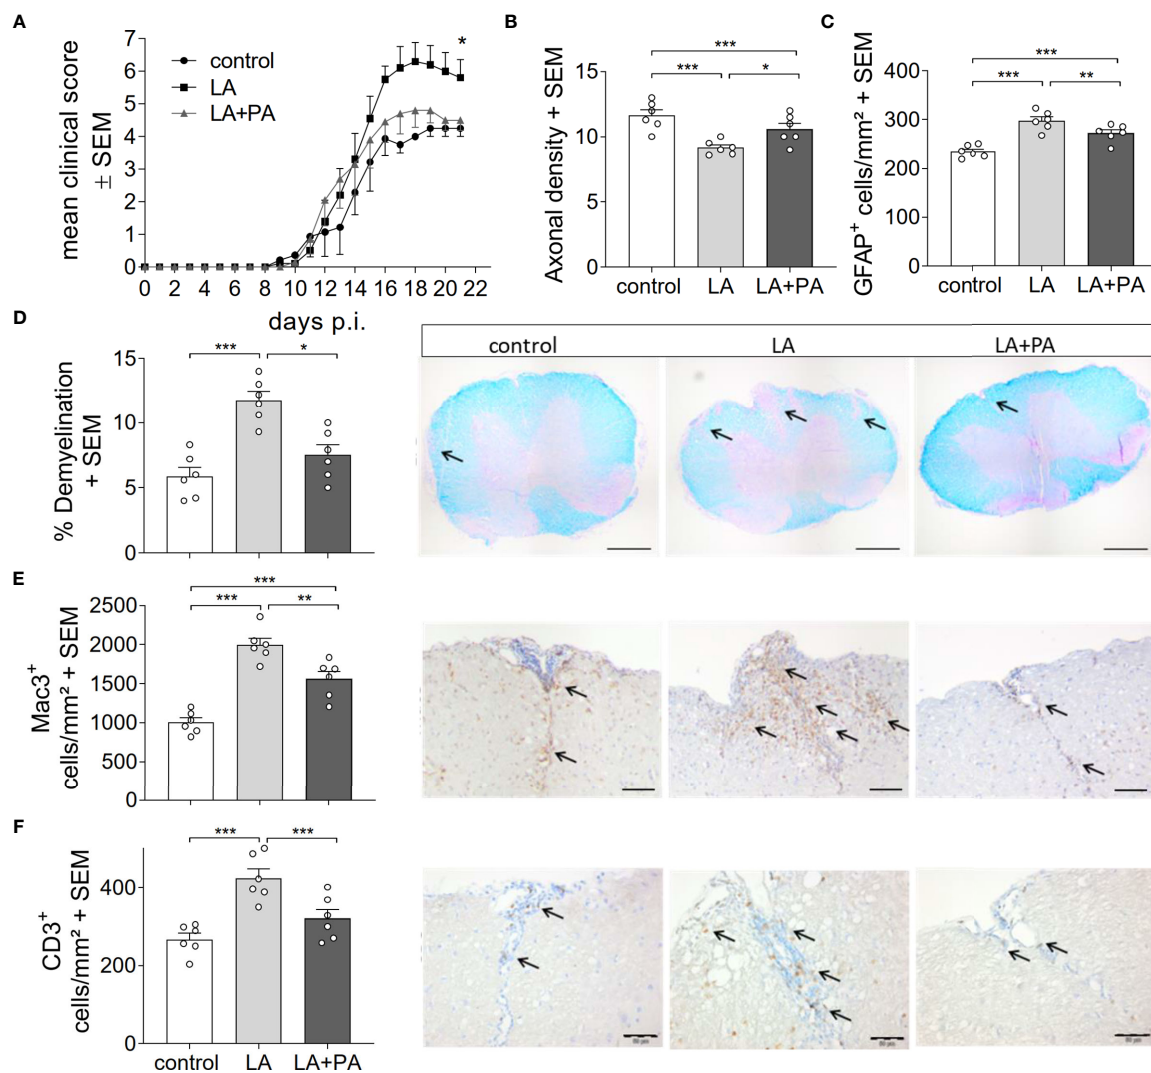 A
mean clinical score
± SEM
7
6
5
4
3
2
1
0
control
LA
LA+PA
*
0 2 4 6 8 10 12 14 16 18 20 22
days p.i.
B
Axonal density + SEM
15
10
5
0
***
*** *
control LA LA+PA
C
GFAP⁺ cells/mm² + SEM
400
300
200
100
0
***
*** **
control LA LA+PA
D
% Demyelination
+ SEM
15
10
5
0
*** *
control LA LA+PA
E
Mac3⁺
cells/mm² + SEM
2500
2000
1500
1000
500
0
***
*** **
F
CD3⁺
cells/mm² + SEM
400
200
0
*** ***
control LA LA+PA